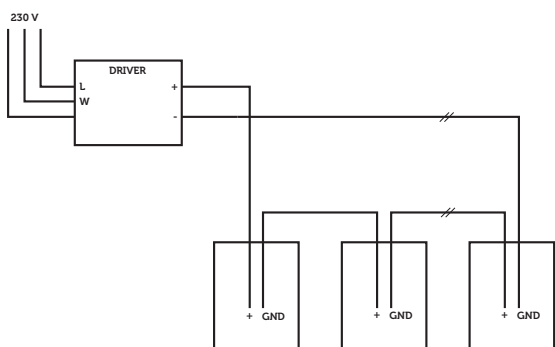 230 V
DRIVER
L
+
W
-
+ GND
+ GND
+ GND